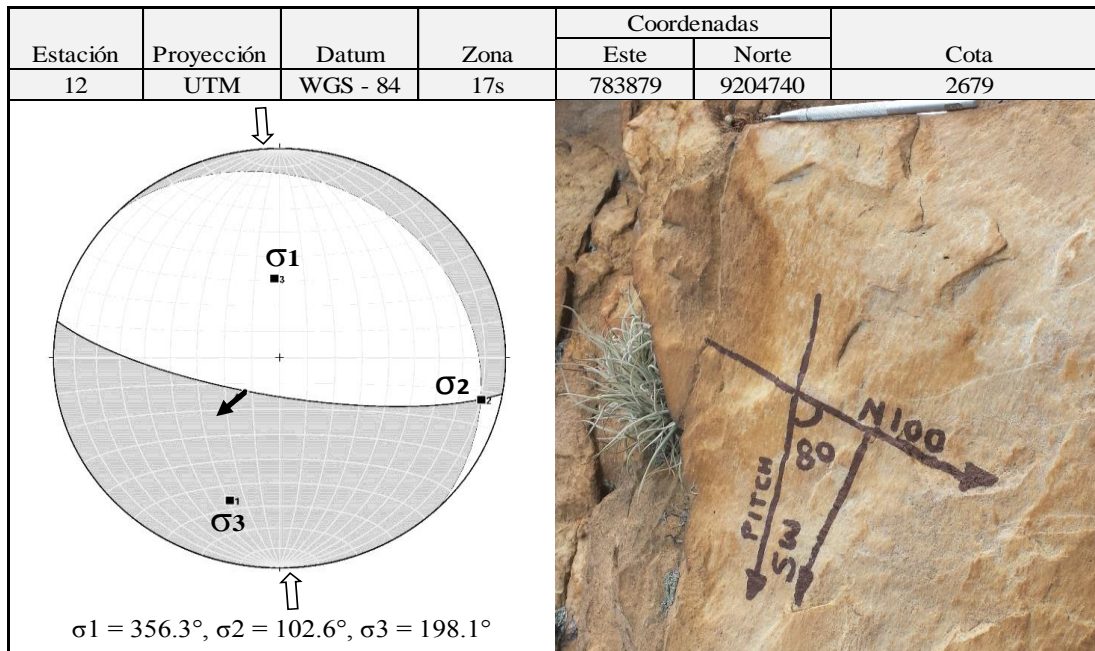 Coordenadas
Estación Proyección Datum Zona Este Norte Cota
12 UTM WGS - 84 17s 783879 9204740 2679
σ1
3
σ2
2
1
σ3
σ1 = 356.3°, σ2 = 102.6°, σ3 = 198.1°
N100
80
PITCH
SW